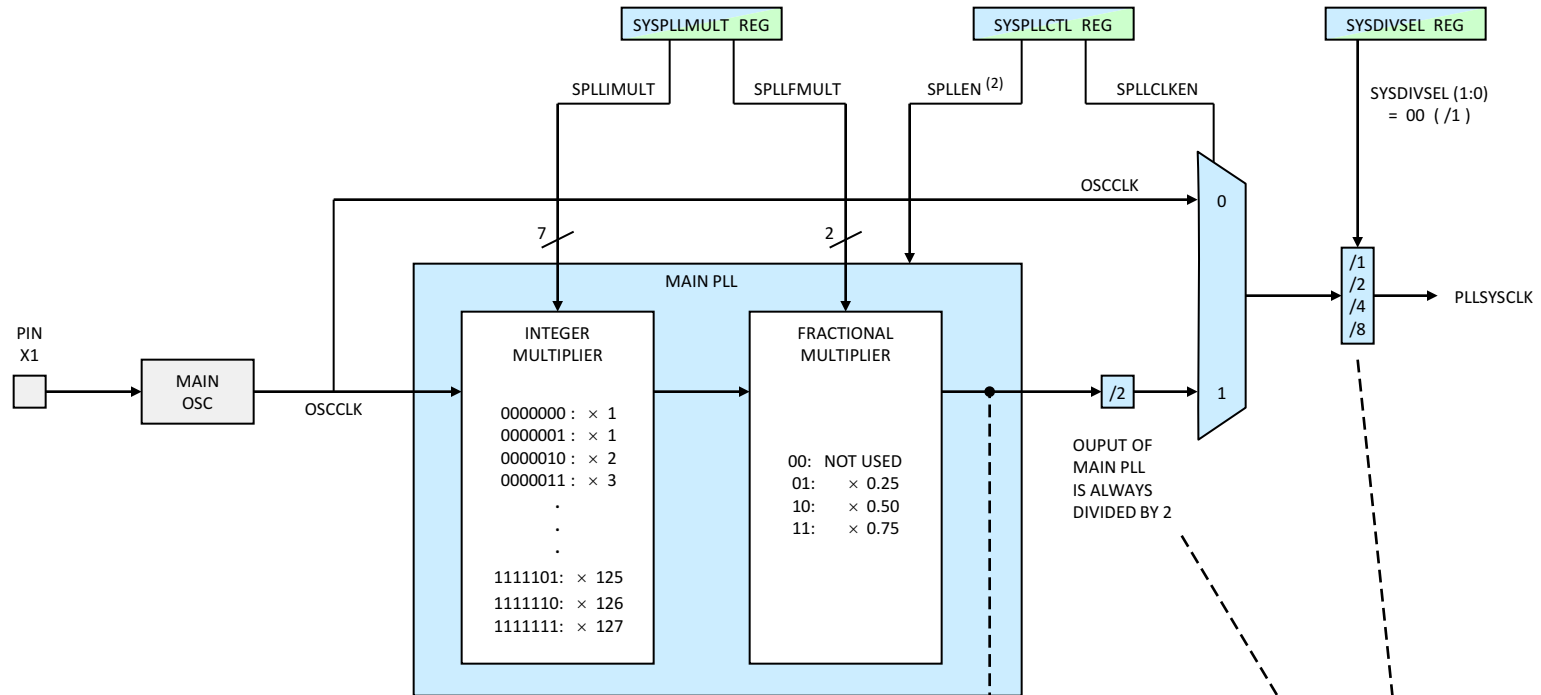 SYSPLLMULT REG
SYSPLLCTL REG
SYSDIVSEL REG
SPLLIMULT
SPLLFMULT
SPLLEN (2)
SPLLCLKEN
SYSDIVSEL (1:0)
= 00 ( /1 )
OSCCLK
0
7
2
MAIN PLL
/1
/2
/4
/8
PLLSYSCLK
PIN
X1
MAIN
OSC
OSCCLK
INTEGER
MULTIPLIER
0000000 : × 1
0000001 : × 1
0000010 : × 2
0000011 : × 3
.
.
.
1111101: × 125
1111110: × 126
1111111: × 127
FRACTIONAL
MULTIPLIER
00: NOT USED
01: × 0.25
10: × 0.50
11: × 0.75
/2
1
OUPUT OF
MAIN PLL
IS ALWAYS
DIVIDED BY 2